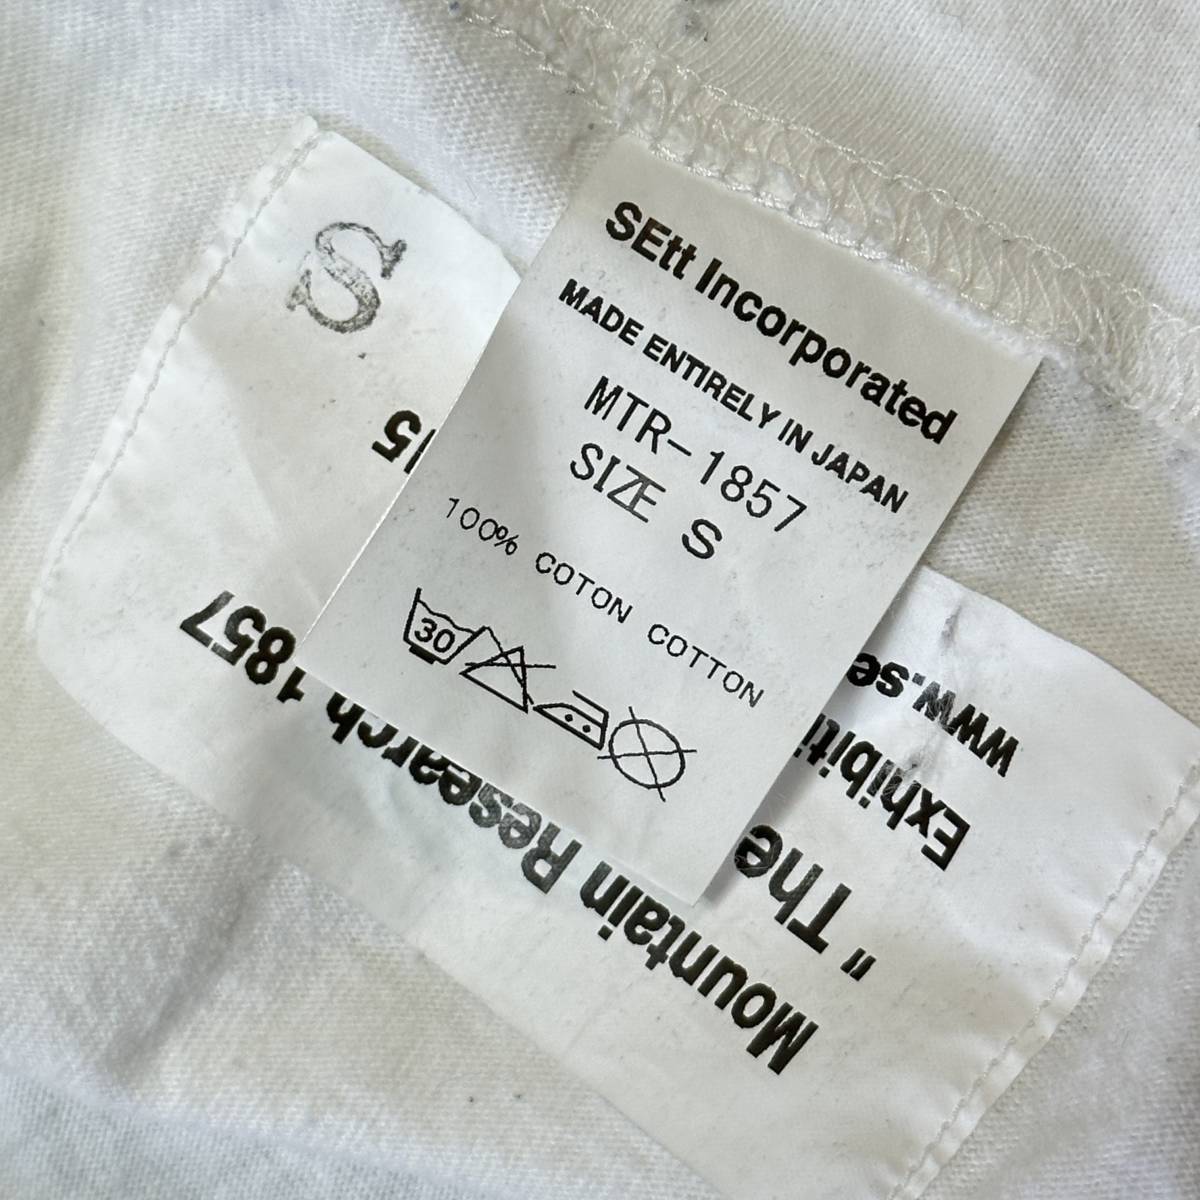 SEtt Incorporated
MADE ENTIRELY IN JAPAN
MTR-1857
SIZE S
100% COTON COTTON
30
S
Mountain Research 1857
" The
www.se